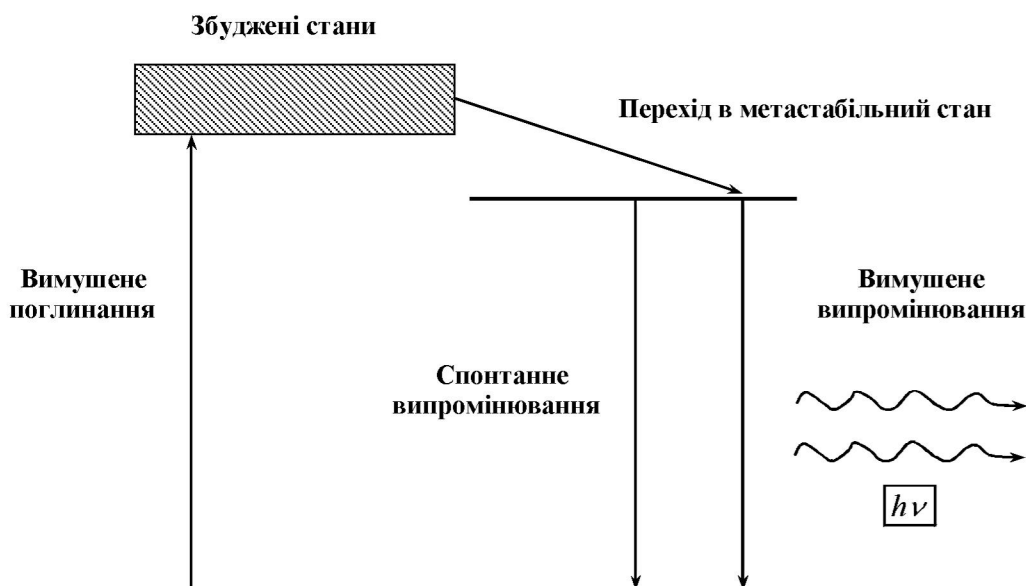 Збуджені стани
Перехід в метастабільний стан
Вимушене
поглинання
Спонтанне
випромінювання
Вимушене
випромінювання
hν